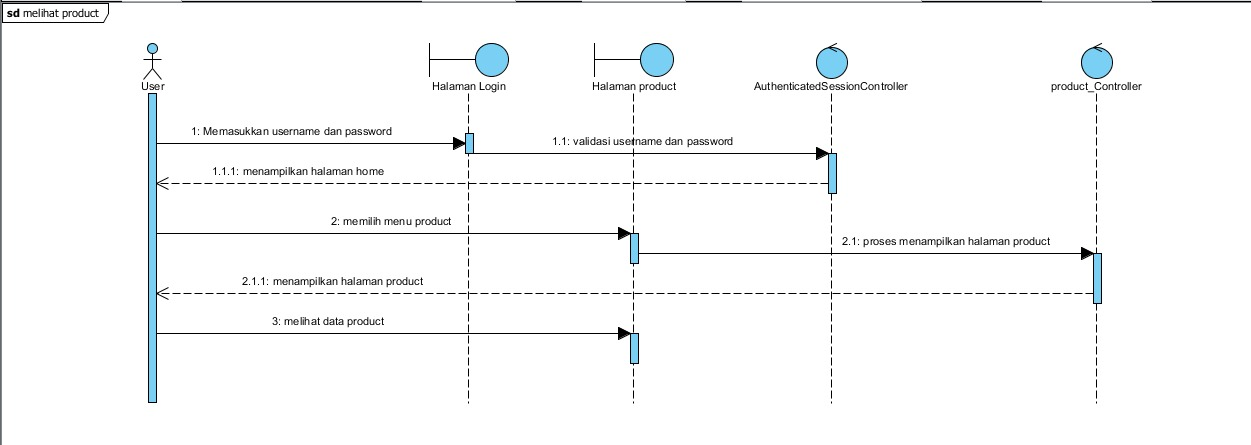 sd melihat product
User
Halaman Login
Halaman product
AuthenticatedSessionController
product_Controller
1: Memasukkan username dan password
1.1: validasi username dan password
1.1.1: menampilkan halaman home
2: memilih menu product
2.1: proses menampilkan halaman product
2.1.1: menampilkan halaman product
3: melihat data product